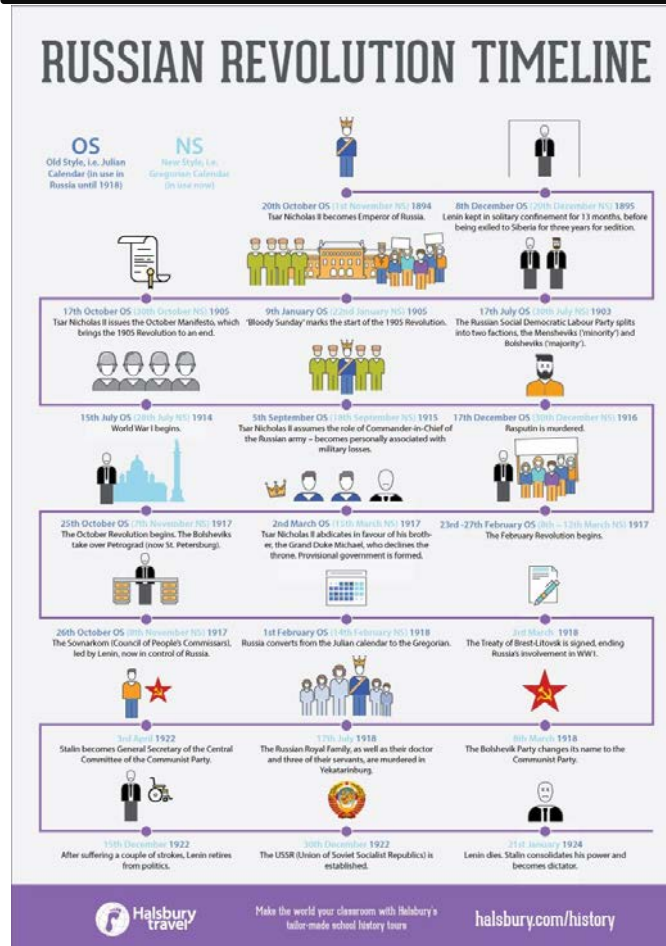 RUSSIAN REVOLUTION TIMELINE
OS
Old Style, i.e. Julian
Calendar (in use in
Russia until 1918)
NS
New Style, i.e.
Gregorian Calendar
(in use now)
20th October OS (1st November NS) 1894
Tsar Nicholas II becomes Emperor of Russia.
8th December OS (20th December NS) 1895
Lenin kept in solitary confinement for 13 months, before
being exiled to Siberia for three years for sedition.
17th October OS (30th October NS) 1905
Tsar Nicholas II issues the October Manifesto, which
brings the 1905 Revolution to an end.
9th January OS (22nd January NS) 1905
'Bloody Sunday' marks the start of the 1905 Revolution.
17th July OS (30th July NS) 1903
The Russian Social Democratic Labour Party splits
into two factions, the Mensheviks ('minority') and
Bolsheviks ('majority').
15th July OS (28th July NS) 1914
World War I begins.
5th September OS (18th September NS) 1915
Tsar Nicholas II assumes the role of Commander-in-Chief of
the Russian army – becomes personally associated with
military losses.
17th December OS (30th December NS) 1916
Rasputin is murdered.
25th October OS (7th November NS) 1917
The October Revolution begins. The Bolsheviks
take over Petrograd (now St. Petersburg).
2nd March OS (15th March NS) 1917
Tsar Nicholas II abdicates in favour of his broth-
er, the Grand Duke Michael, who declines the
throne. Provisional government is formed.
23rd -27th February OS (8th – 12th March NS) 1917
The February Revolution begins.
26th October OS (8th November NS) 1917
The Sovnarkom (Council of People's Commissars),
led by Lenin, now in control of Russia.
1st February OS (14th February NS) 1918
Russia converts from the Julian calendar to the Gregorian.
3rd March 1918
The Treaty of Brest-Litovsk is signed, ending
Russia's involvement in WW1.
3rd April 1922
Stalin becomes General Secretary of the Central
Committee of the Communist Party.
17th July 1918
The Russian Royal Family, as well as their doctor
and three of their servants, are murdered in
Yekatarinburg.
8th March 1918
The Bolshevik Party changes its name to the
Communist Party.
15th December 1922
After suffering a couple of strokes, Lenin retires
from politics.
30th December 1922
The USSR (Union of Soviet Socialist Republics) is
established.
21st January 1924
Lenin dies. Stalin consolidates his power and
becomes dictator.
Halsbury
travel
Make the world your classroom with Halsbury's
tailor-made school history tours
halsbury.com/history